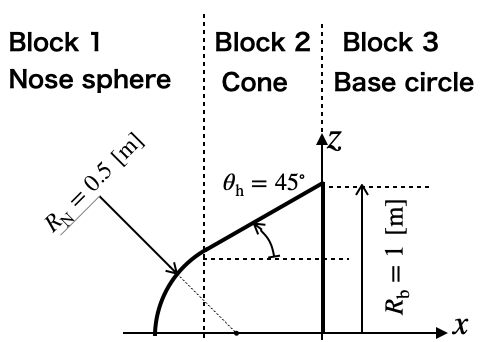 Block 1
Nose sphere
Block 2
Cone
Block 3
Base circle
z
R_N = 0.5 [m]
θ_h = 45°
R_b = 1 [m]
x